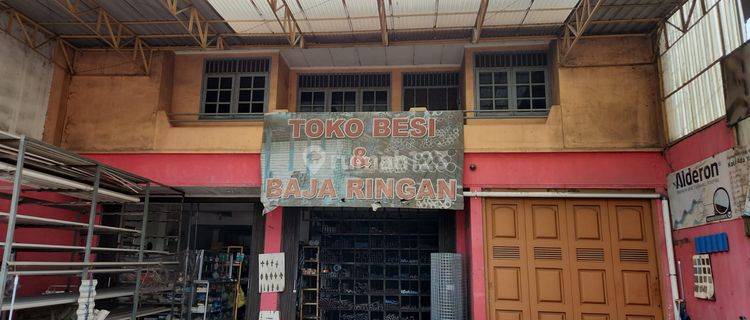 TOKO BESI
&
BAJA RINGAN
rumah123
Alderon